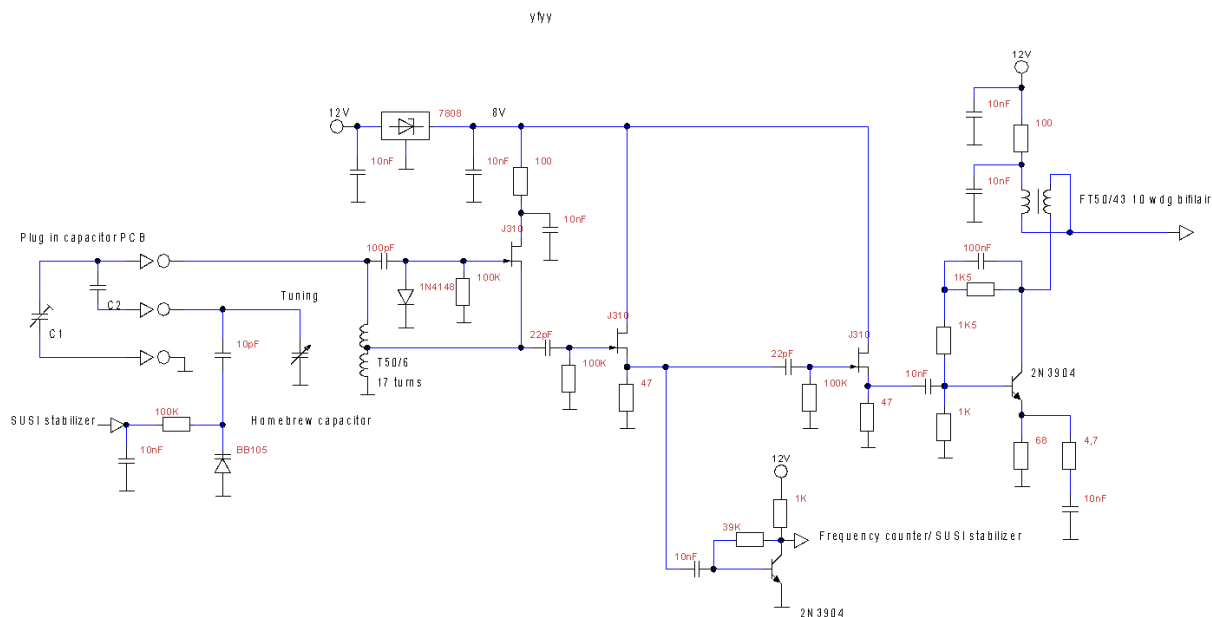 yfyy
12V
7808
8V
12V
10nF
100
10nF
10nF
10nF
100
10nF
FT50/43 10 wdg bifilair
Plug in capacitor PCB
100pF
J310
1N4148
100K
100nF
1K5
C2
Tuning
C1
10pF
22pF
J310
100K
T50/6
17 turns
47
22pF
J310
100K
47
10nF
1K5
2N3904
1K
68
4,7
10nF
SUSI stabilizer
100K
Homebrew capacitor
10nF
BB105
12V
1K
39K
10nF
Frequency counter/ SUSI stabilizer
2N3904